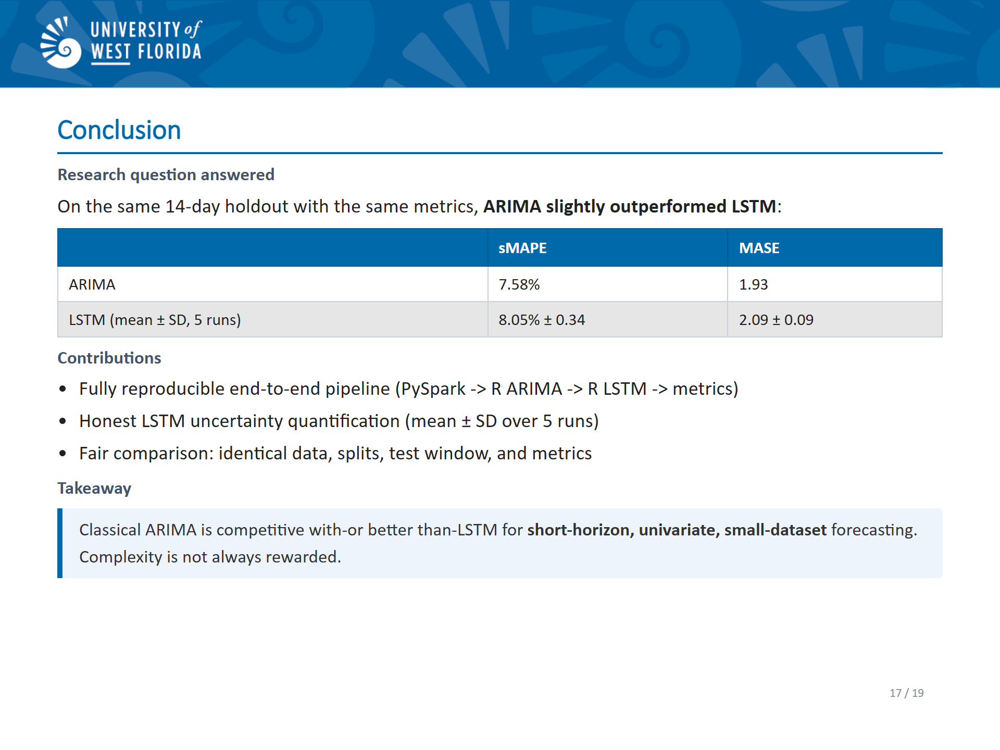 UNIVERSITY of
WEST FLORIDA
Conclusion
Research question answered
On the same 14-day holdout with the same metrics, ARIMA slightly outperformed LSTM:
sMAPE MASE
ARIMA 7.58% 1.93
LSTM (mean ± SD, 5 runs) 8.05% ± 0.34 2.09 ± 0.09
Contributions
• Fully reproducible end-to-end pipeline (PySpark -> R ARIMA -> R LSTM -> metrics)
• Honest LSTM uncertainty quantification (mean ± SD over 5 runs)
• Fair comparison: identical data, splits, test window, and metrics
Takeaway
Classical ARIMA is competitive with-or better than-LSTM for short-horizon, univariate, small-dataset forecasting.
Complexity is not always rewarded.
17 / 19